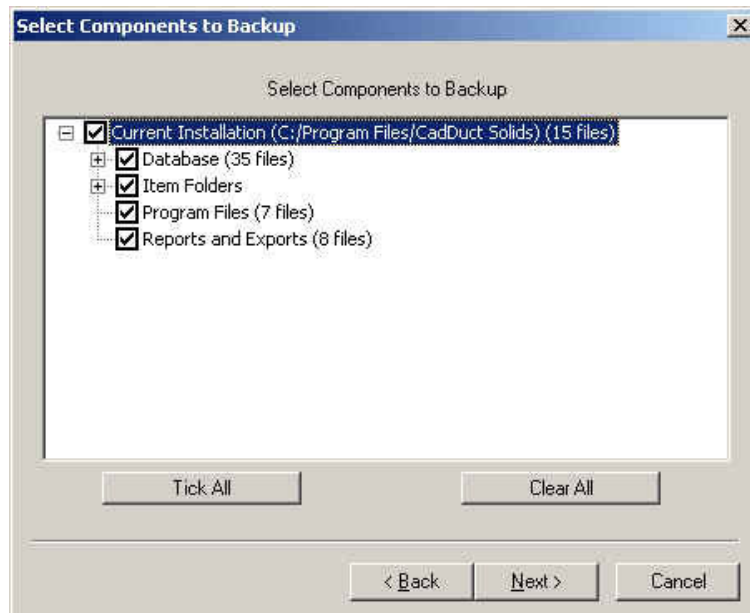 Select Components to Backup
Select Components to Backup
Current Installation (C:/Program Files/CadDuct Solids) (15 files)
Database (35 files)
Item Folders
Program Files (7 files)
Reports and Exports (8 files)
Tick All Clear All
< Back Next > Cancel